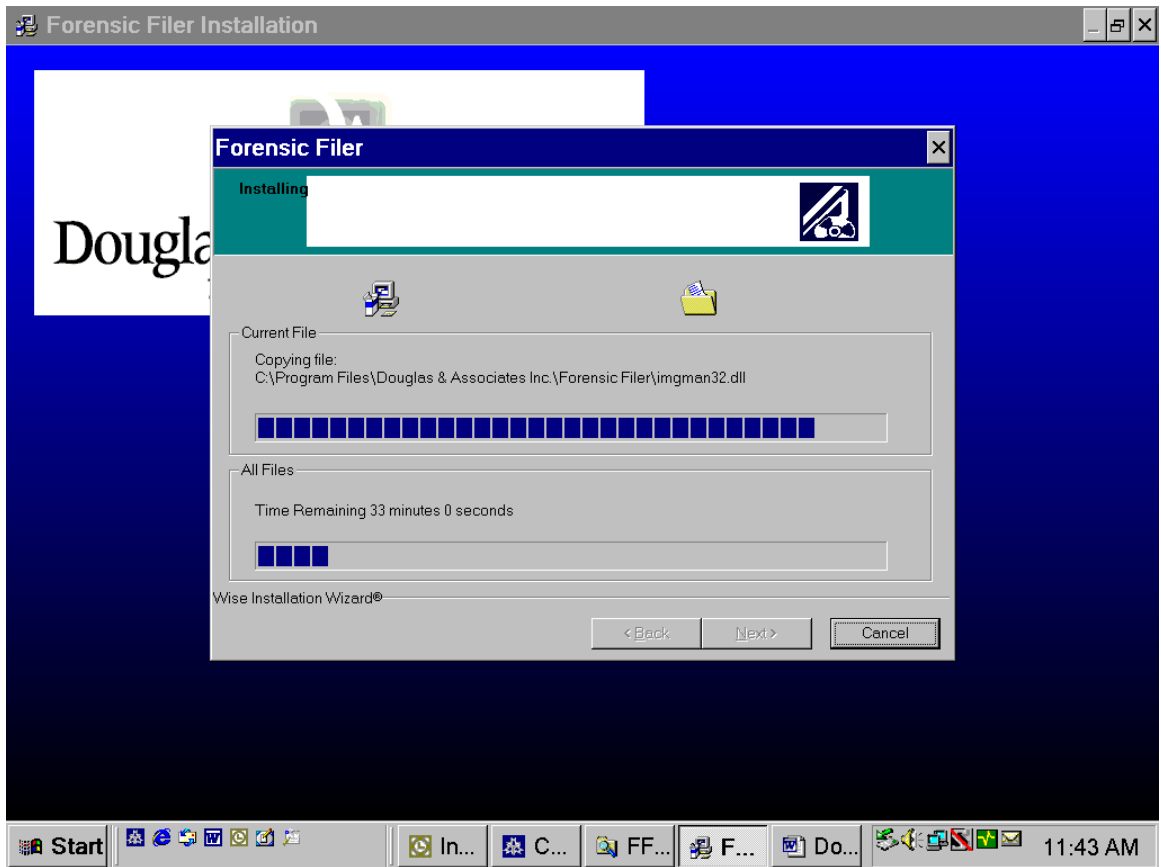 Forensic Filer Installation
Dougla
Forensic Filer
Installing
Current File
Copying file:
C:\Program Files\Douglas & Associates Inc.\Forensic Filer\imgman32.dll
All Files
Time Remaining 33 minutes 0 seconds
Wise Installation Wizard®
< Back
Next >
Cancel
Start
In...
C...
FF...
F...
Do...
11:43 AM